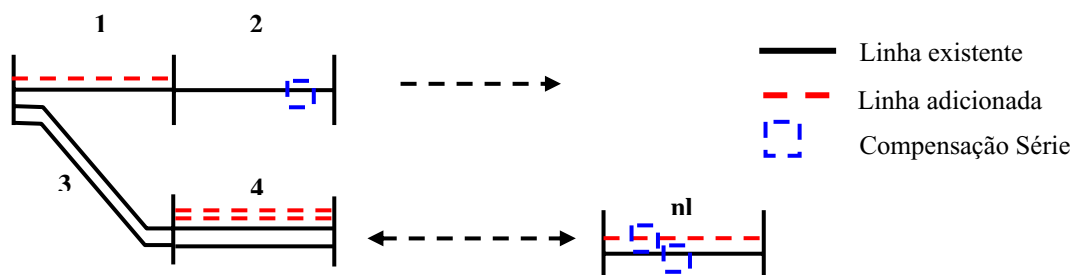 1
2
Linha existente
Linha adicionada
Compensação Série
3
4
nl